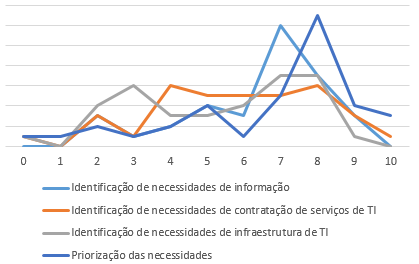 0 1 2 3 4 5 6 7 8 9 10
Identificação de necessidades de informação
Identificação de necessidades de contratação de serviços de TI
Identificação de necessidades de infraestrutura de TI
Priorização das necessidades